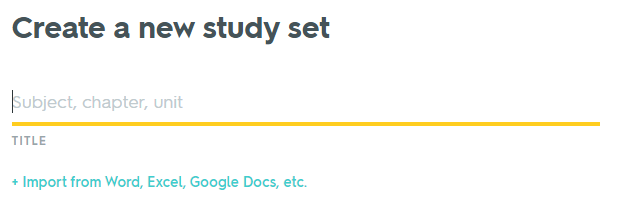 Create a new study set
Subject, chapter, unit
TITLE
+ Import from Word, Excel, Google Docs, etc.